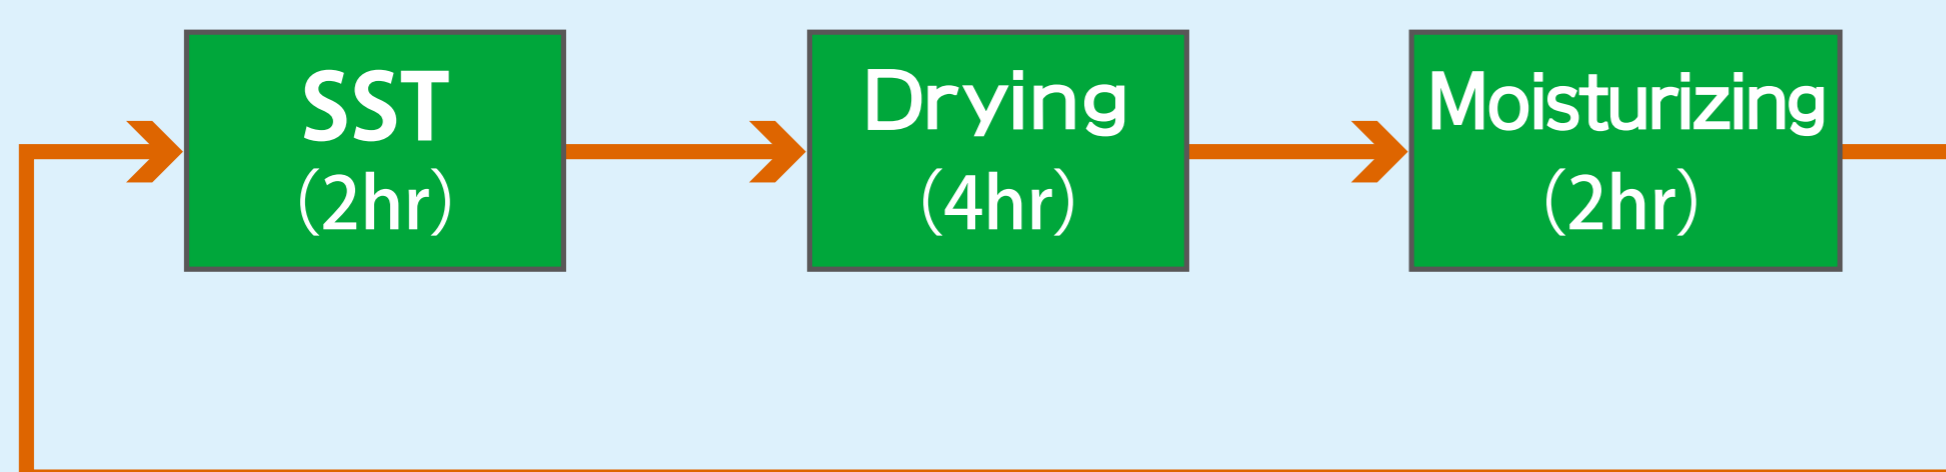 SST
(2hr)
Drying
(4hr)
Moisturizing
(2hr)